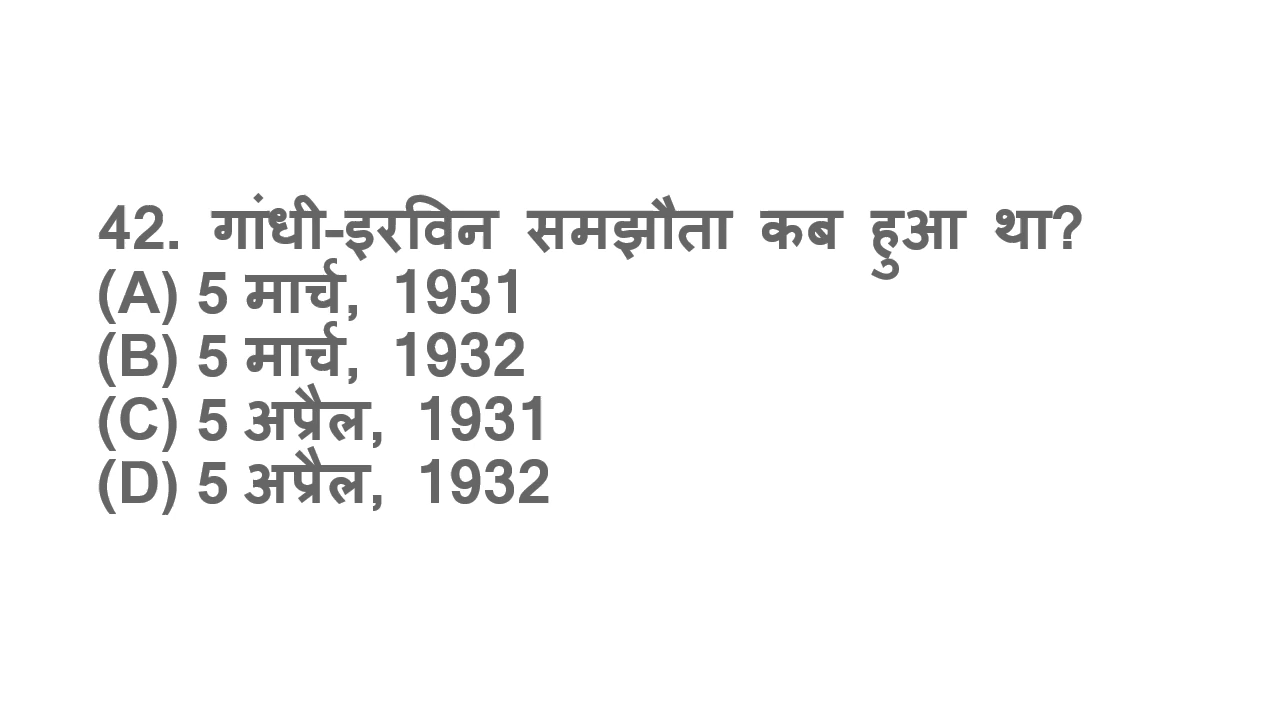 42. गांधी-इरविन समझौता कब हुआ था?
(A) 5 मार्च, 1931
(B) 5 मार्च, 1932
(C) 5 अप्रैल, 1931
(D) 5 अप्रैल, 1932